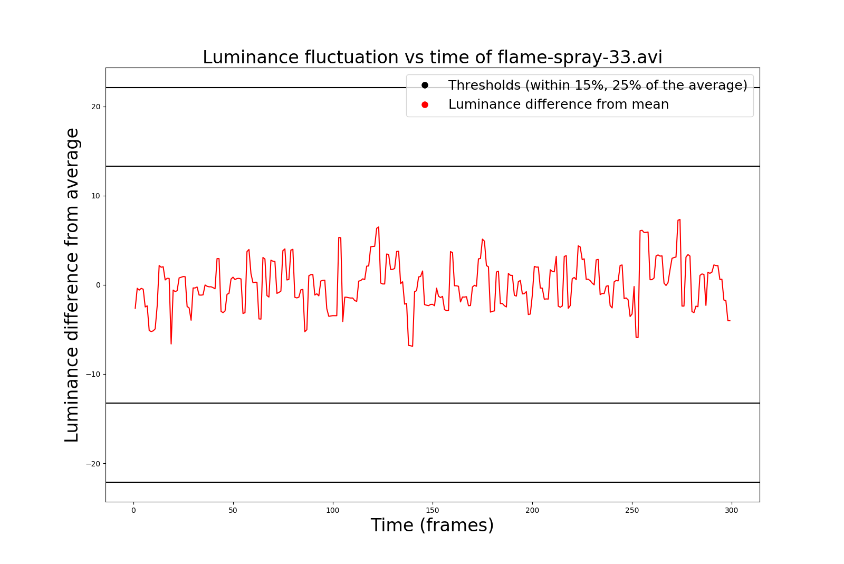 Luminance fluctuation vs time of flame-spray-33.avi
Thresholds (within 15%, 25% of the average)
Luminance difference from mean
Luminance difference from average
20
10
0
−10
−20
0 50 100 150 200 250 300
Time (frames)